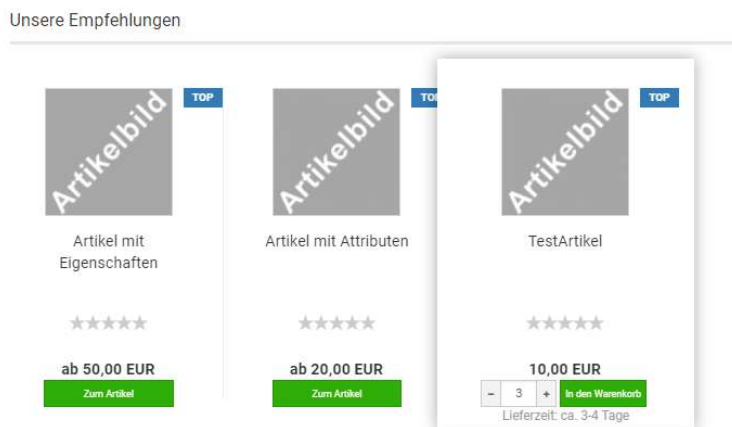 Unsere Empfehlungen
Artikelbild
TOP
Artikel mit
Eigenschaften
ab 50,00 EUR
Zum Artikel
Artikelbild
Artikel mit Attributen
ab 20,00 EUR
Zum Artikel
Artikelbild
TOP
TestArtikel
10,00 EUR
- 3 + In den Warenkorb
Lieferzeit: ca. 3-4 Tage